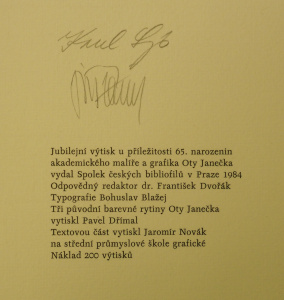 Jubilejní výtisk u příležitosti 65. narozenin
akademického malíře a grafika Oty Janečka
vydal Spolek českých bibliofilů v Praze 1984
Odpovědný redaktor dr. František Dvořák
Typografie Bohuslav Blažej
Tři původní barevné rytiny Oty Janečka
vytiskl Pavel Dřímal
Textovou část vytiskl Jaromír Novák
na střední průmyslové škole grafické
Náklad 200 výtisků